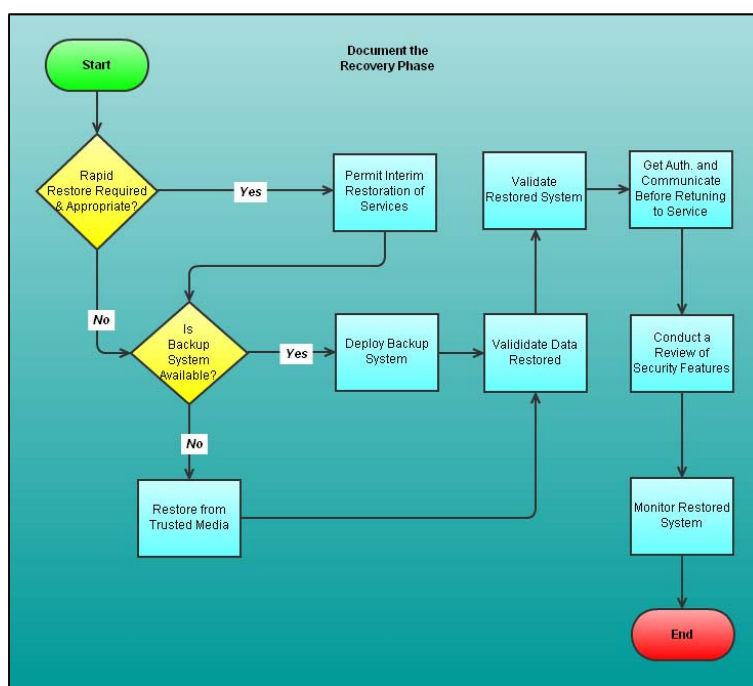 Document the
Recovery Phase
Start
Rapid
Restore Required
& Appropriate?
Yes
Permit Interim
Restoration of
Services
No
Is
Backup
System
Available?
Yes
Deploy Backup
System
No
Restore from
Trusted Media
Valididate Data
Restored
Validate
Restored System
Get Auth. and
Communicate
Before Retuning
to Service
Conduct a
Review of
Security Features
Monitor Restored
System
End